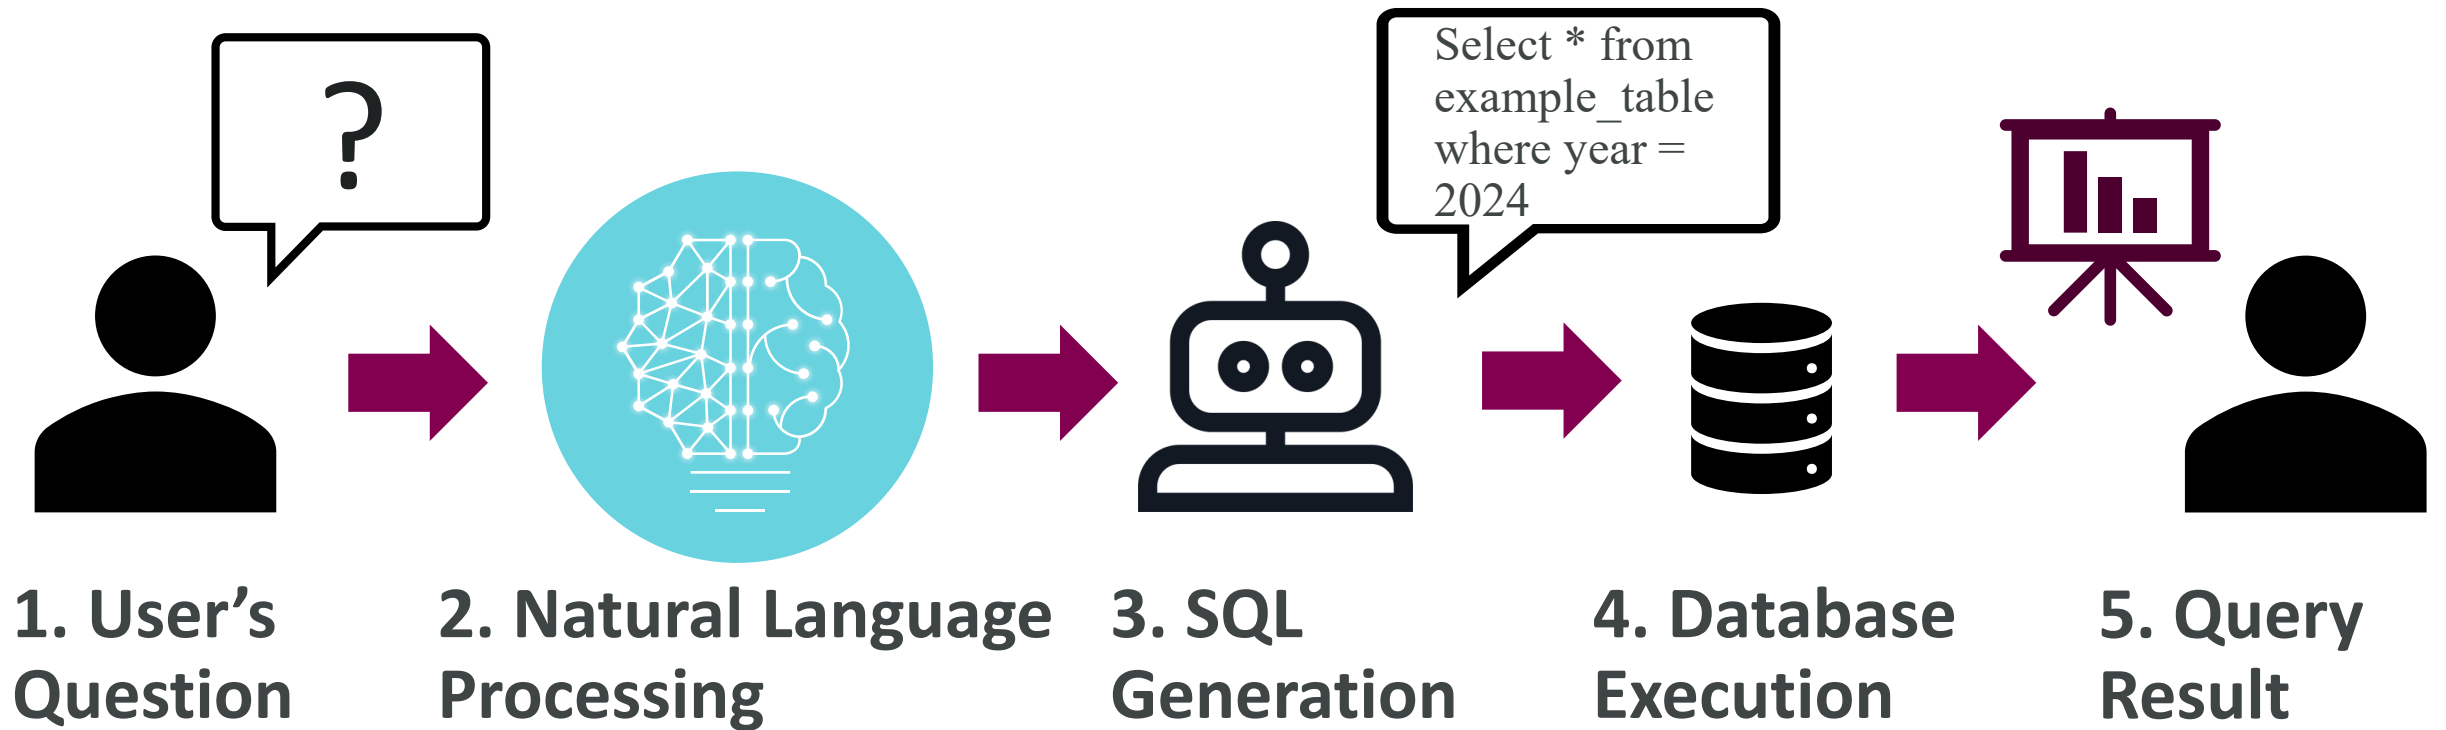 ?
Select * from
example_table
where year =
2024
1. User’s
Question
2. Natural Language
Processing
3. SQL
Generation
4. Database
Execution
5. Query
Result